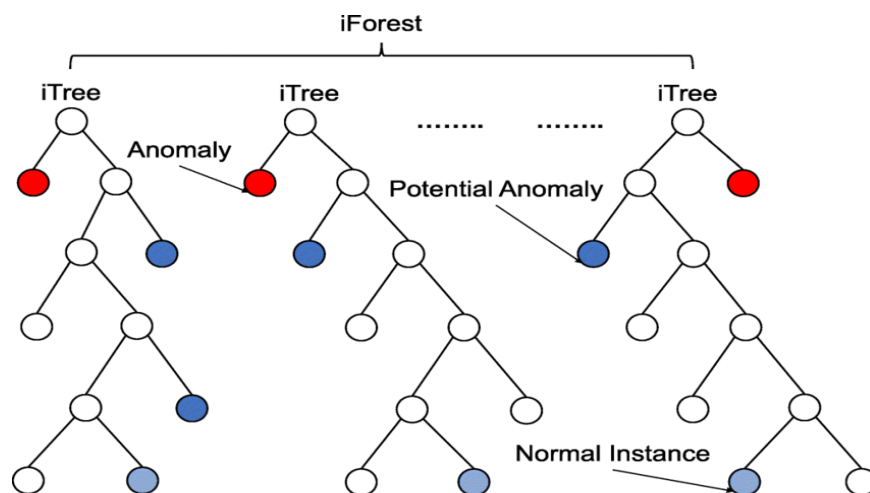 iForest
iTree
iTree
........
........
iTree
Anomaly
Potential Anomaly
Normal Instance